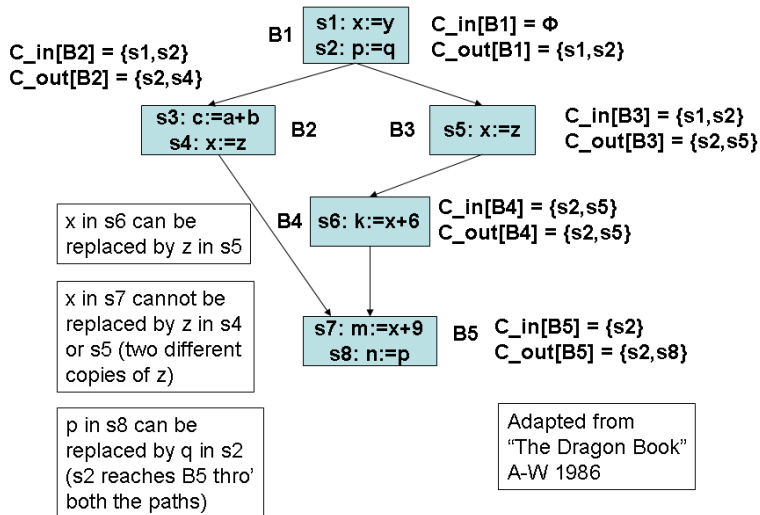 B1
s1: x:=y
s2: p:=q
C_in[B1] = Φ
C_out[B1] = {s1,s2}
C_in[B2] = {s1,s2}
C_out[B2] = {s2,s4}
s3: c:=a+b
s4: x:=z
B2
B3
s5: x:=z
C_in[B3] = {s1,s2}
C_out[B3] = {s2,s5}
x in s6 can be
replaced by z in s5
B4
s6: k:=x+6
C_in[B4] = {s2,s5}
C_out[B4] = {s2,s5}
x in s7 cannot be
replaced by z in s4
or s5 (two different
copies of z)
s7: m:=x+9
s8: n:=p
B5
C_in[B5] = {s2}
C_out[B5] = {s2,s8}
p in s8 can be
replaced by q in s2
(s2 reaches B5 thro'
both the paths)
Adapted from
“The Dragon Book”
A-W 1986